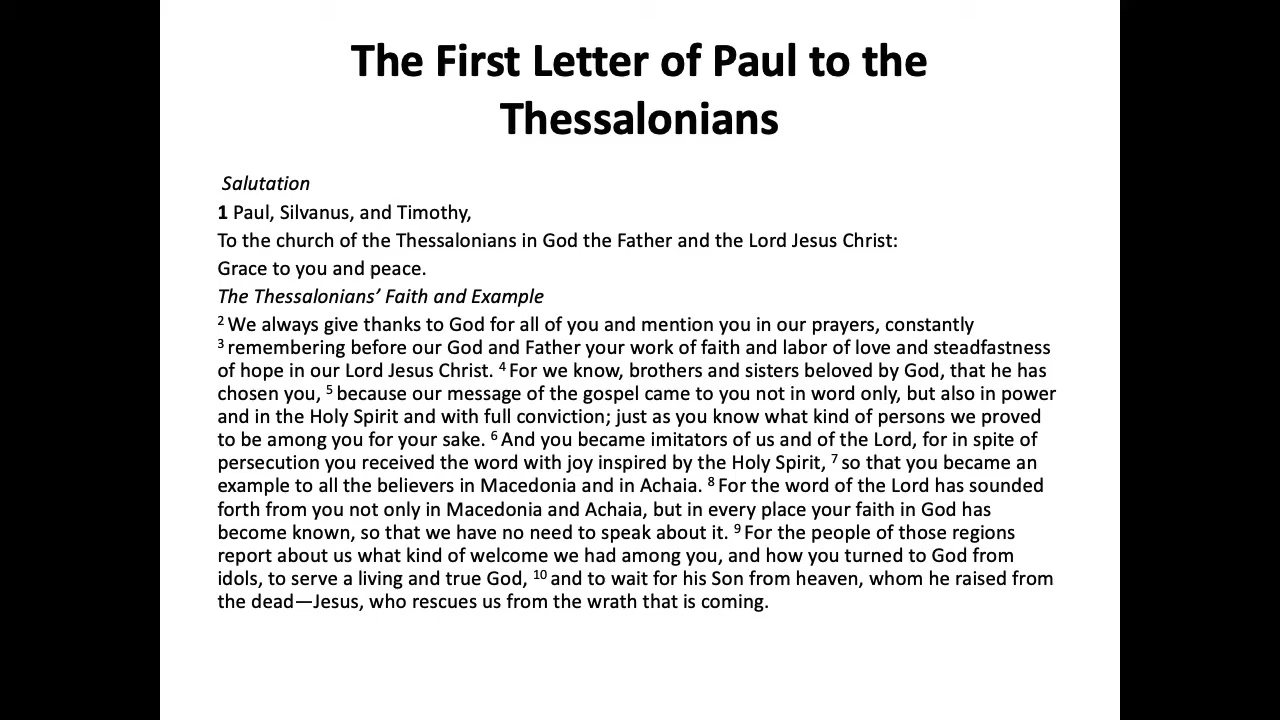 The First Letter of Paul to the
Thessalonians
Salutation
1 Paul, Silvanus, and Timothy,
To the church of the Thessalonians in God the Father and the Lord Jesus Christ:
Grace to you and peace.
The Thessalonians’ Faith and Example
2 We always give thanks to God for all of you and mention you in our prayers, constantly
3 remembering before our God and Father your work of faith and labor of love and steadfastness
of hope in our Lord Jesus Christ. 4 For we know, brothers and sisters beloved by God, that he has
chosen you, 5 because our message of the gospel came to you not in word only, but also in power
and in the Holy Spirit and with full conviction; just as you know what kind of persons we proved
to be among you for your sake. 6 And you became imitators of us and of the Lord, for in spite of
persecution you received the word with joy inspired by the Holy Spirit, 7 so that you became an
example to all the believers in Macedonia and in Achaia. 8 For the word of the Lord has sounded
forth from you not only in Macedonia and Achaia, but in every place your faith in God has
become known, so that we have no need to speak about it. 9 For the people of those regions
report about us what kind of welcome we had among you, and how you turned to God from
idols, to serve a living and true God, 10 and to wait for his Son from heaven, whom he raised from
the dead—Jesus, who rescues us from the wrath that is coming.